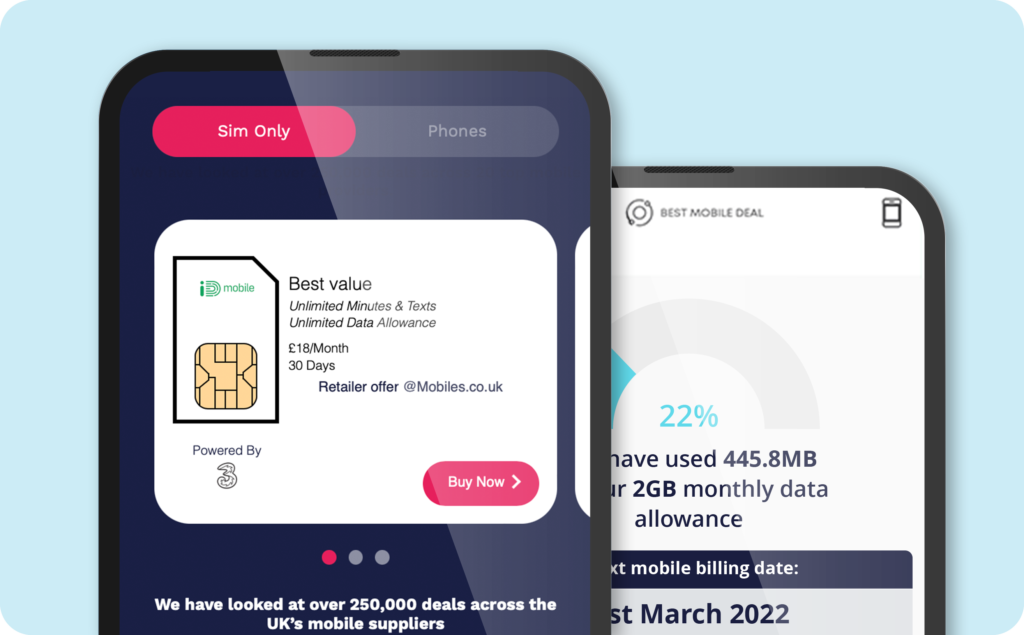 Sim Only
Phones
iD mobile
Best value
Unlimited Minutes & Texts
Unlimited Data Allowance
£18/Month
30 Days
Retailer offer @Mobiles.co.uk
Powered By
3
Buy Now
We have looked at over 250,000 deals across the
UK's mobile suppliers
BEST MOBILE DEAL
22%
have used 445.8MB
2GB monthly data
allowance
mobile billing date:
March 2022